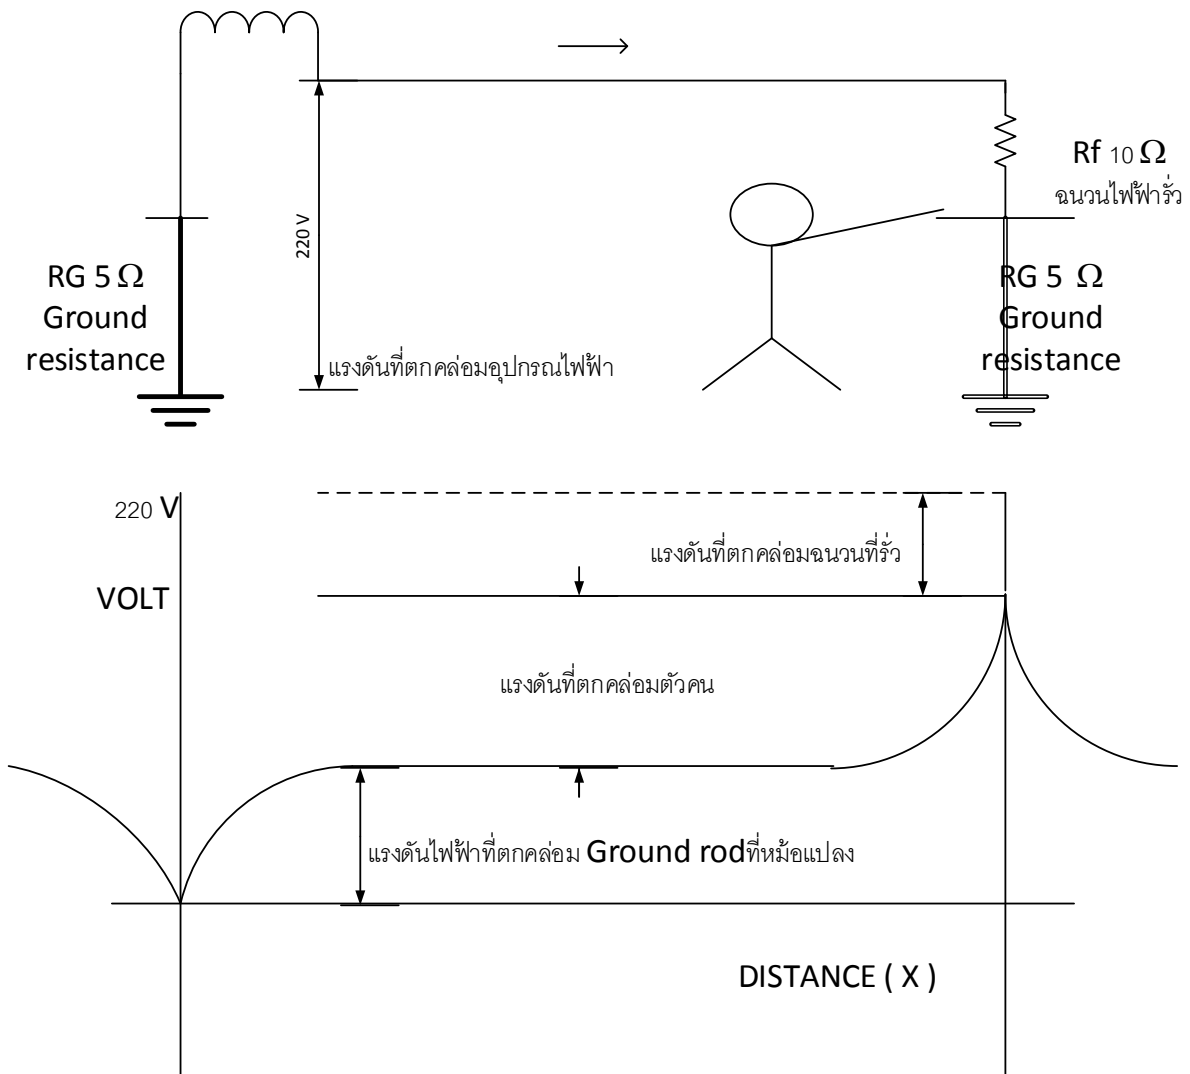 Rf 10 Ω
ฉนวนไฟฟ้ารั่ว
220 V
RG 5 Ω
Ground
resistance
RG 5 Ω
Ground
resistance
แรงดันที่ตกคล่อมอุปกรณไฟฟ้า
220 V
แรงดันที่ตกคล่อมฉนวนที่รั่ว
VOLT
แรงดันที่ตกคล่อมตัวคน
แรงดันไฟฟ้าที่ตกคล่อม Ground rodที่หม้อแปลง
DISTANCE ( X )